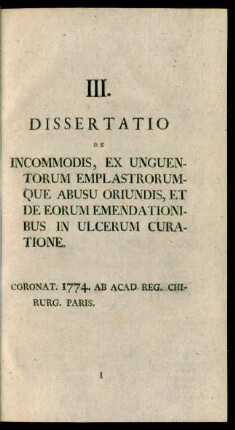 III.
DISSERTATIO
DE
INCOMMODIS, EX UNGUEN-
TORUM EMPLASTRORUM-
QUE ABUSU ORIUNDIS, ET
DE EORUM EMENDATIONI-
BUS IN ULCERUM CURA-
TIONE.
CORONAT. 1774. AB ACAD REG. CHI-
RURG. PARIS.
I